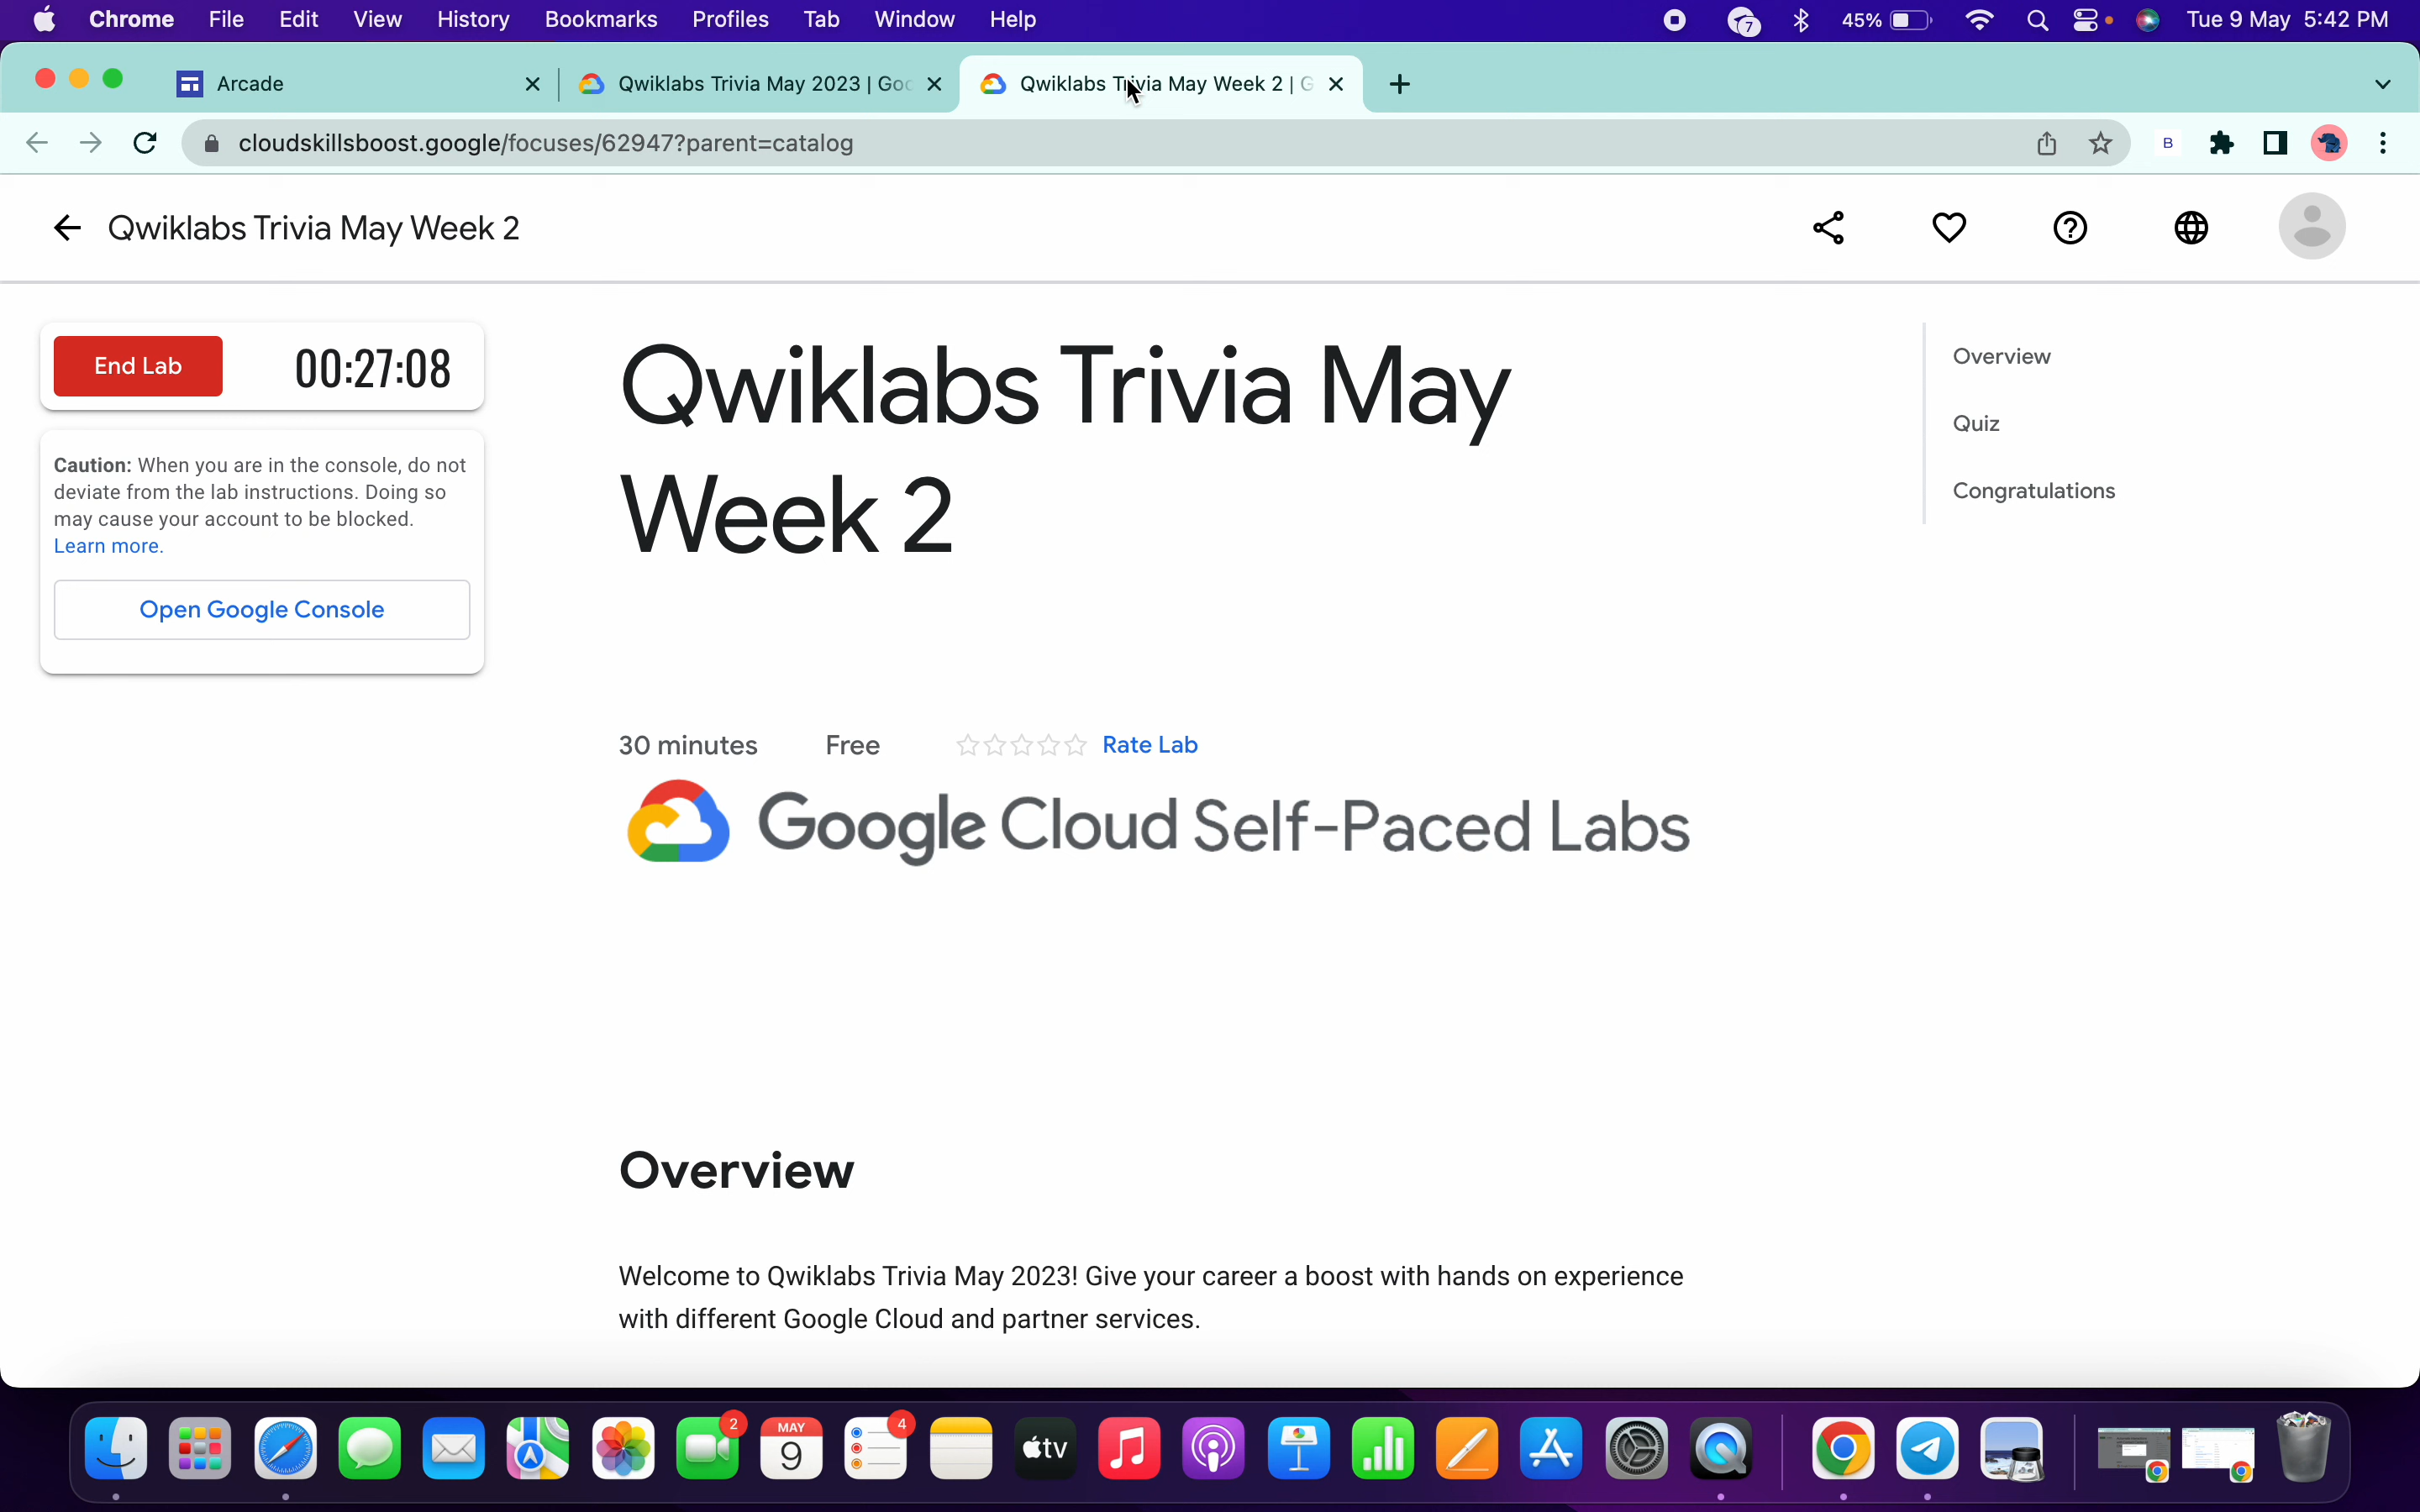 Chrome File Edit View History Bookmarks Profiles Tab Window Help 7 45% Tue 9 May 5:42 PM
Arcade Qwiklabs Trivia May 2023 | Goo Qwiklabs Trivia May Week 2 | G
cloudskillsboost.google/focuses/62947?parent=catalog B
Qwiklabs Trivia May Week 2
End Lab 00:27:08
Caution: When you are in the console, do not
deviate from the lab instructions. Doing so
may cause your account to be blocked.
Learn more.
Open Google Console
Qwiklabs Trivia May
Week 2
30 minutes Free Rate Lab
Google Cloud Self-Paced Labs
Overview
Welcome to Qwiklabs Trivia May 2023! Give your career a boost with hands on experience
with different Google Cloud and partner services.
Overview
Quiz
Congratulations
2 MAY 9 4 tv